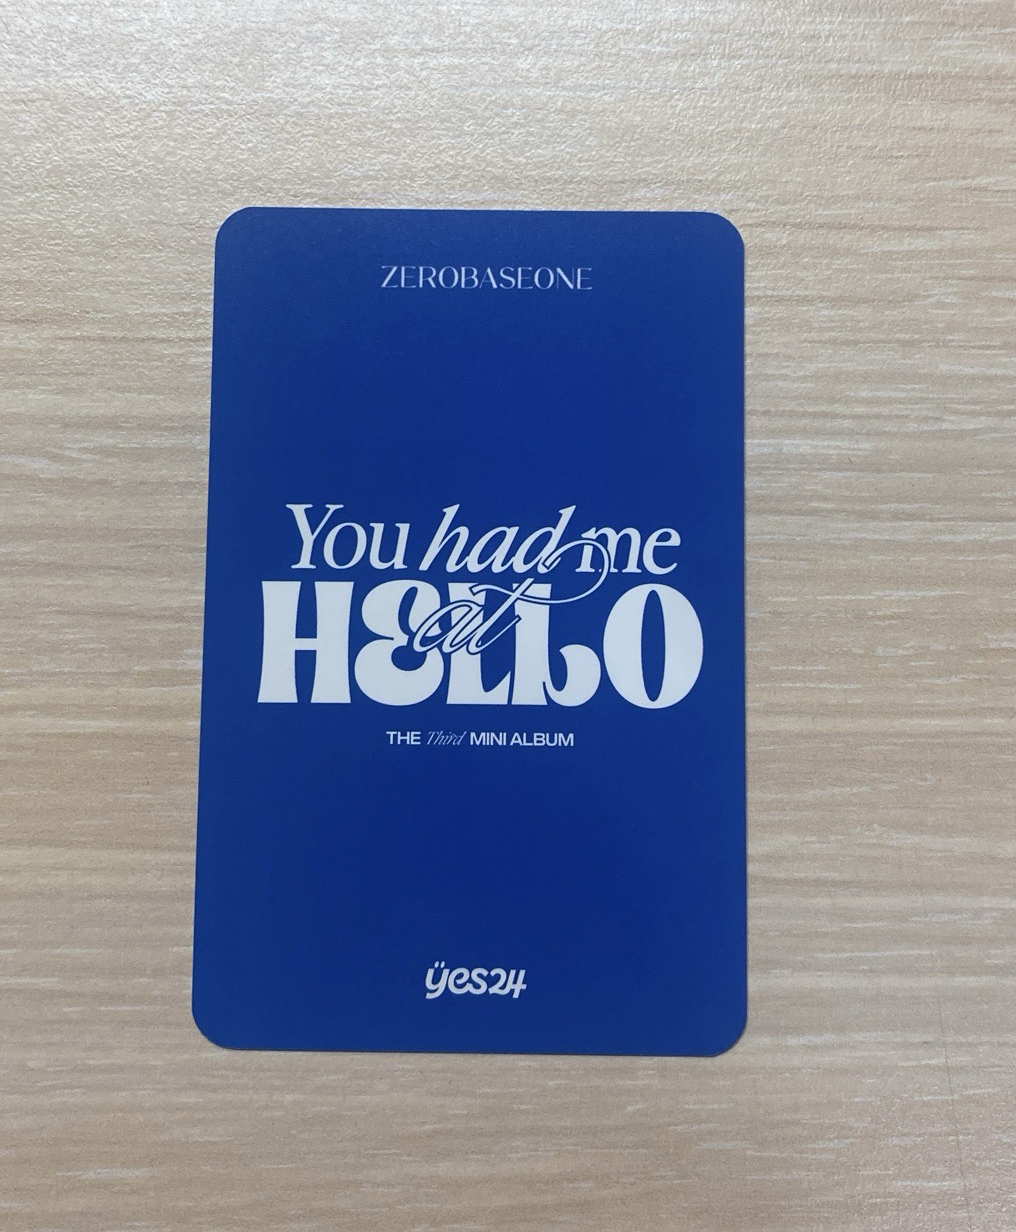 ZEROBASEONE
You had me
at
HELLO
THE Third MINI ALBUM
yes24